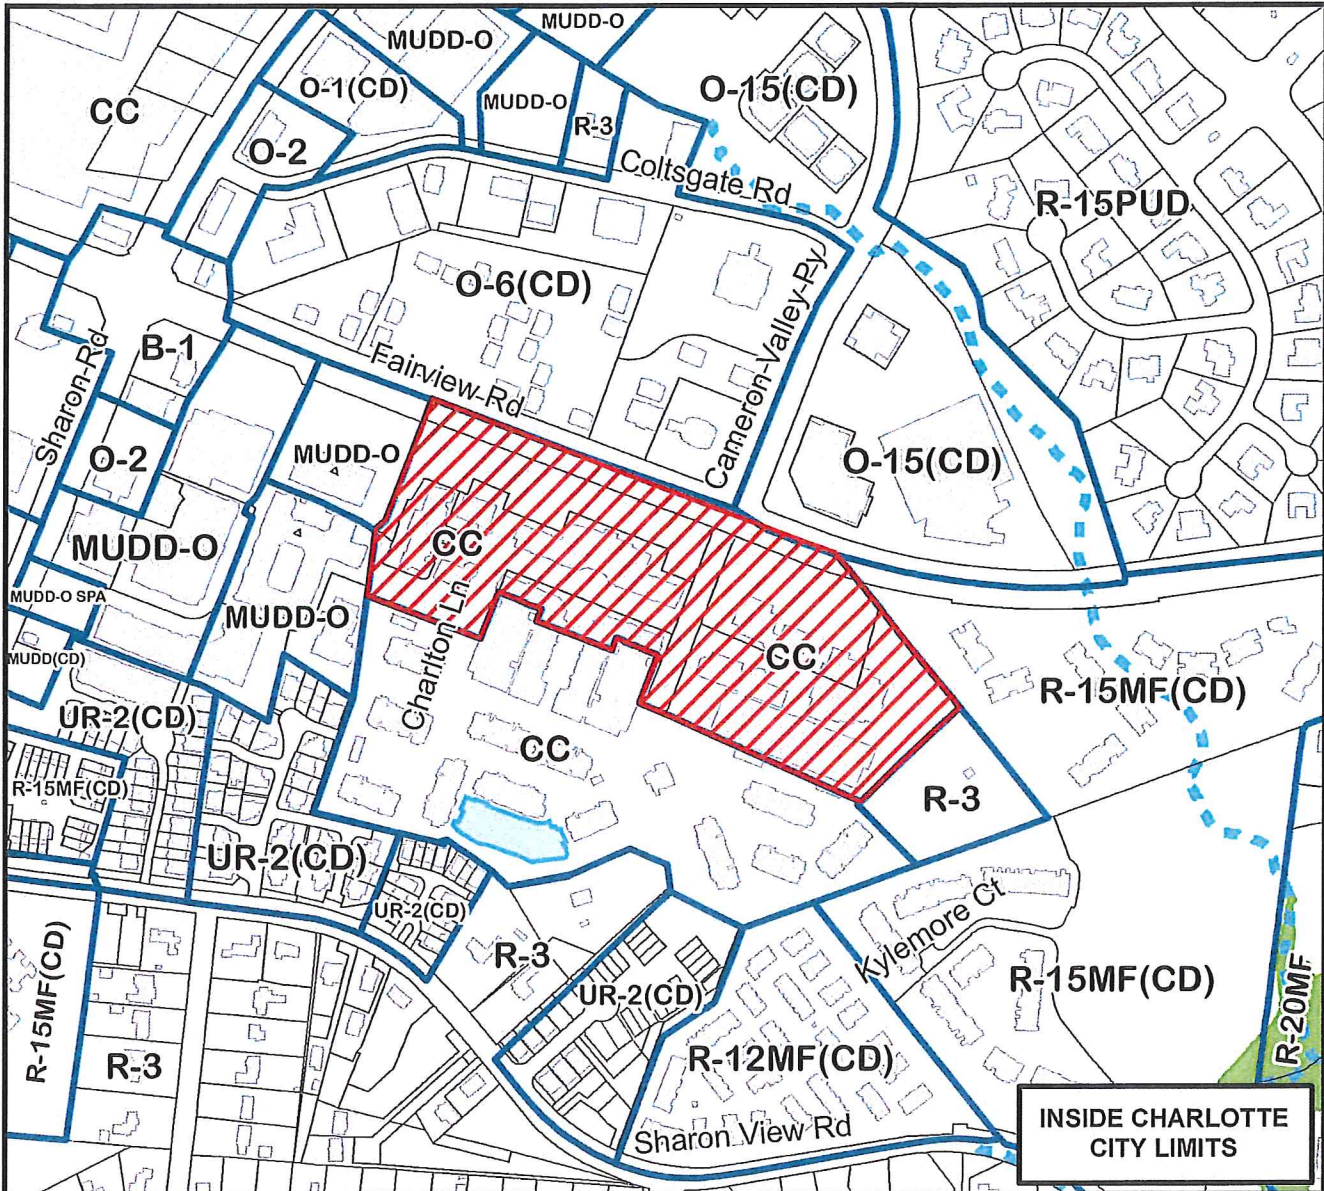 MUDD-O
MUDD-O
CC
O-1(CD)
MUDD-O
R-3
O-15(CD)
O-2
Coltsgate Rd
R-15PUD
O-6(CD)
Cameron Valley Py
B-1
Fairview Rd
Sharon Rd
O-2
MUDD-O
O-15(CD)
MUDD-O
CC
MUDD-O SPA
MUDD-O
Charlton Ln
CC
MUDD(CD)
R-15MF(CD)
UR-2(CD)
CC
R-15MF(CD)
R-3
UR-2(CD)
UR-2(CD)
Kylemore Ct
R-15MF(CD)
R-3
UR-2(CD)
R-15MF(CD)
R-20MF
R-3
R-12MF(CD)
Sharon View Rd
INSIDE CHARLOTTE
CITY LIMITS